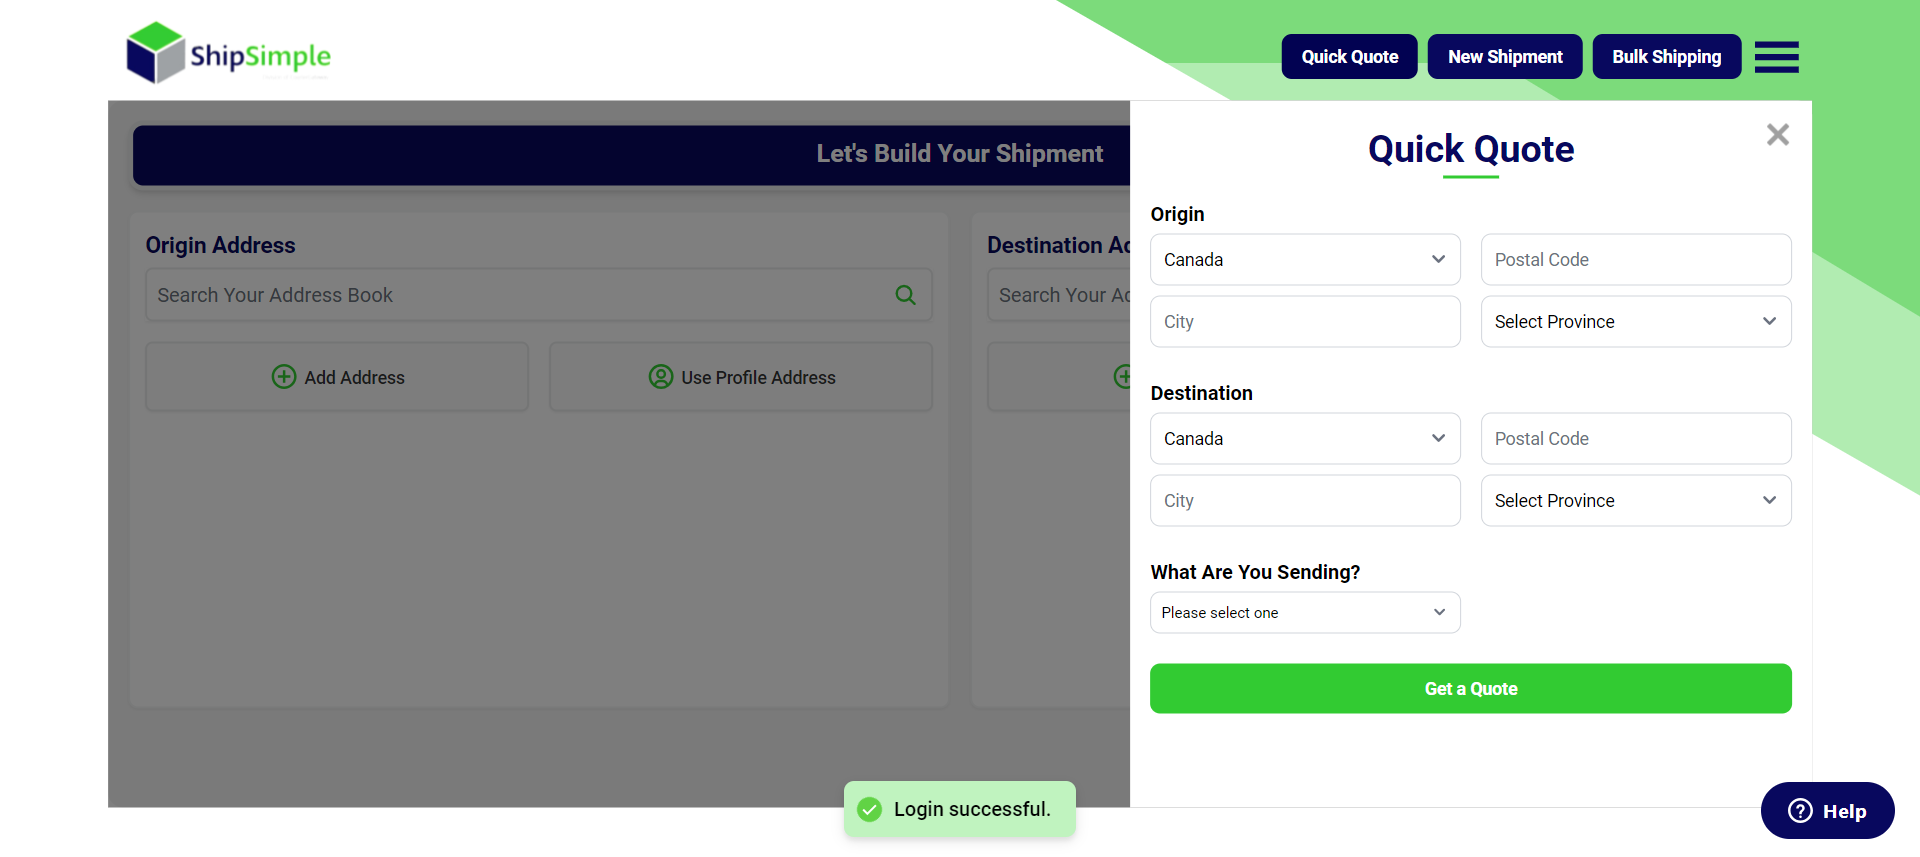 ShipSimple
Quick Quote
New Shipment
Bulk Shipping
Let's Build Your Shipment
Origin Address
Search Your Address Book
Add Address
Use Profile Address
Destination Ad
Search Your Ad
Quick Quote
Origin
Canada
Postal Code
City
Select Province
Destination
Canada
Postal Code
City
Select Province
What Are You Sending?
Please select one
Get a Quote
Login successful.
Help